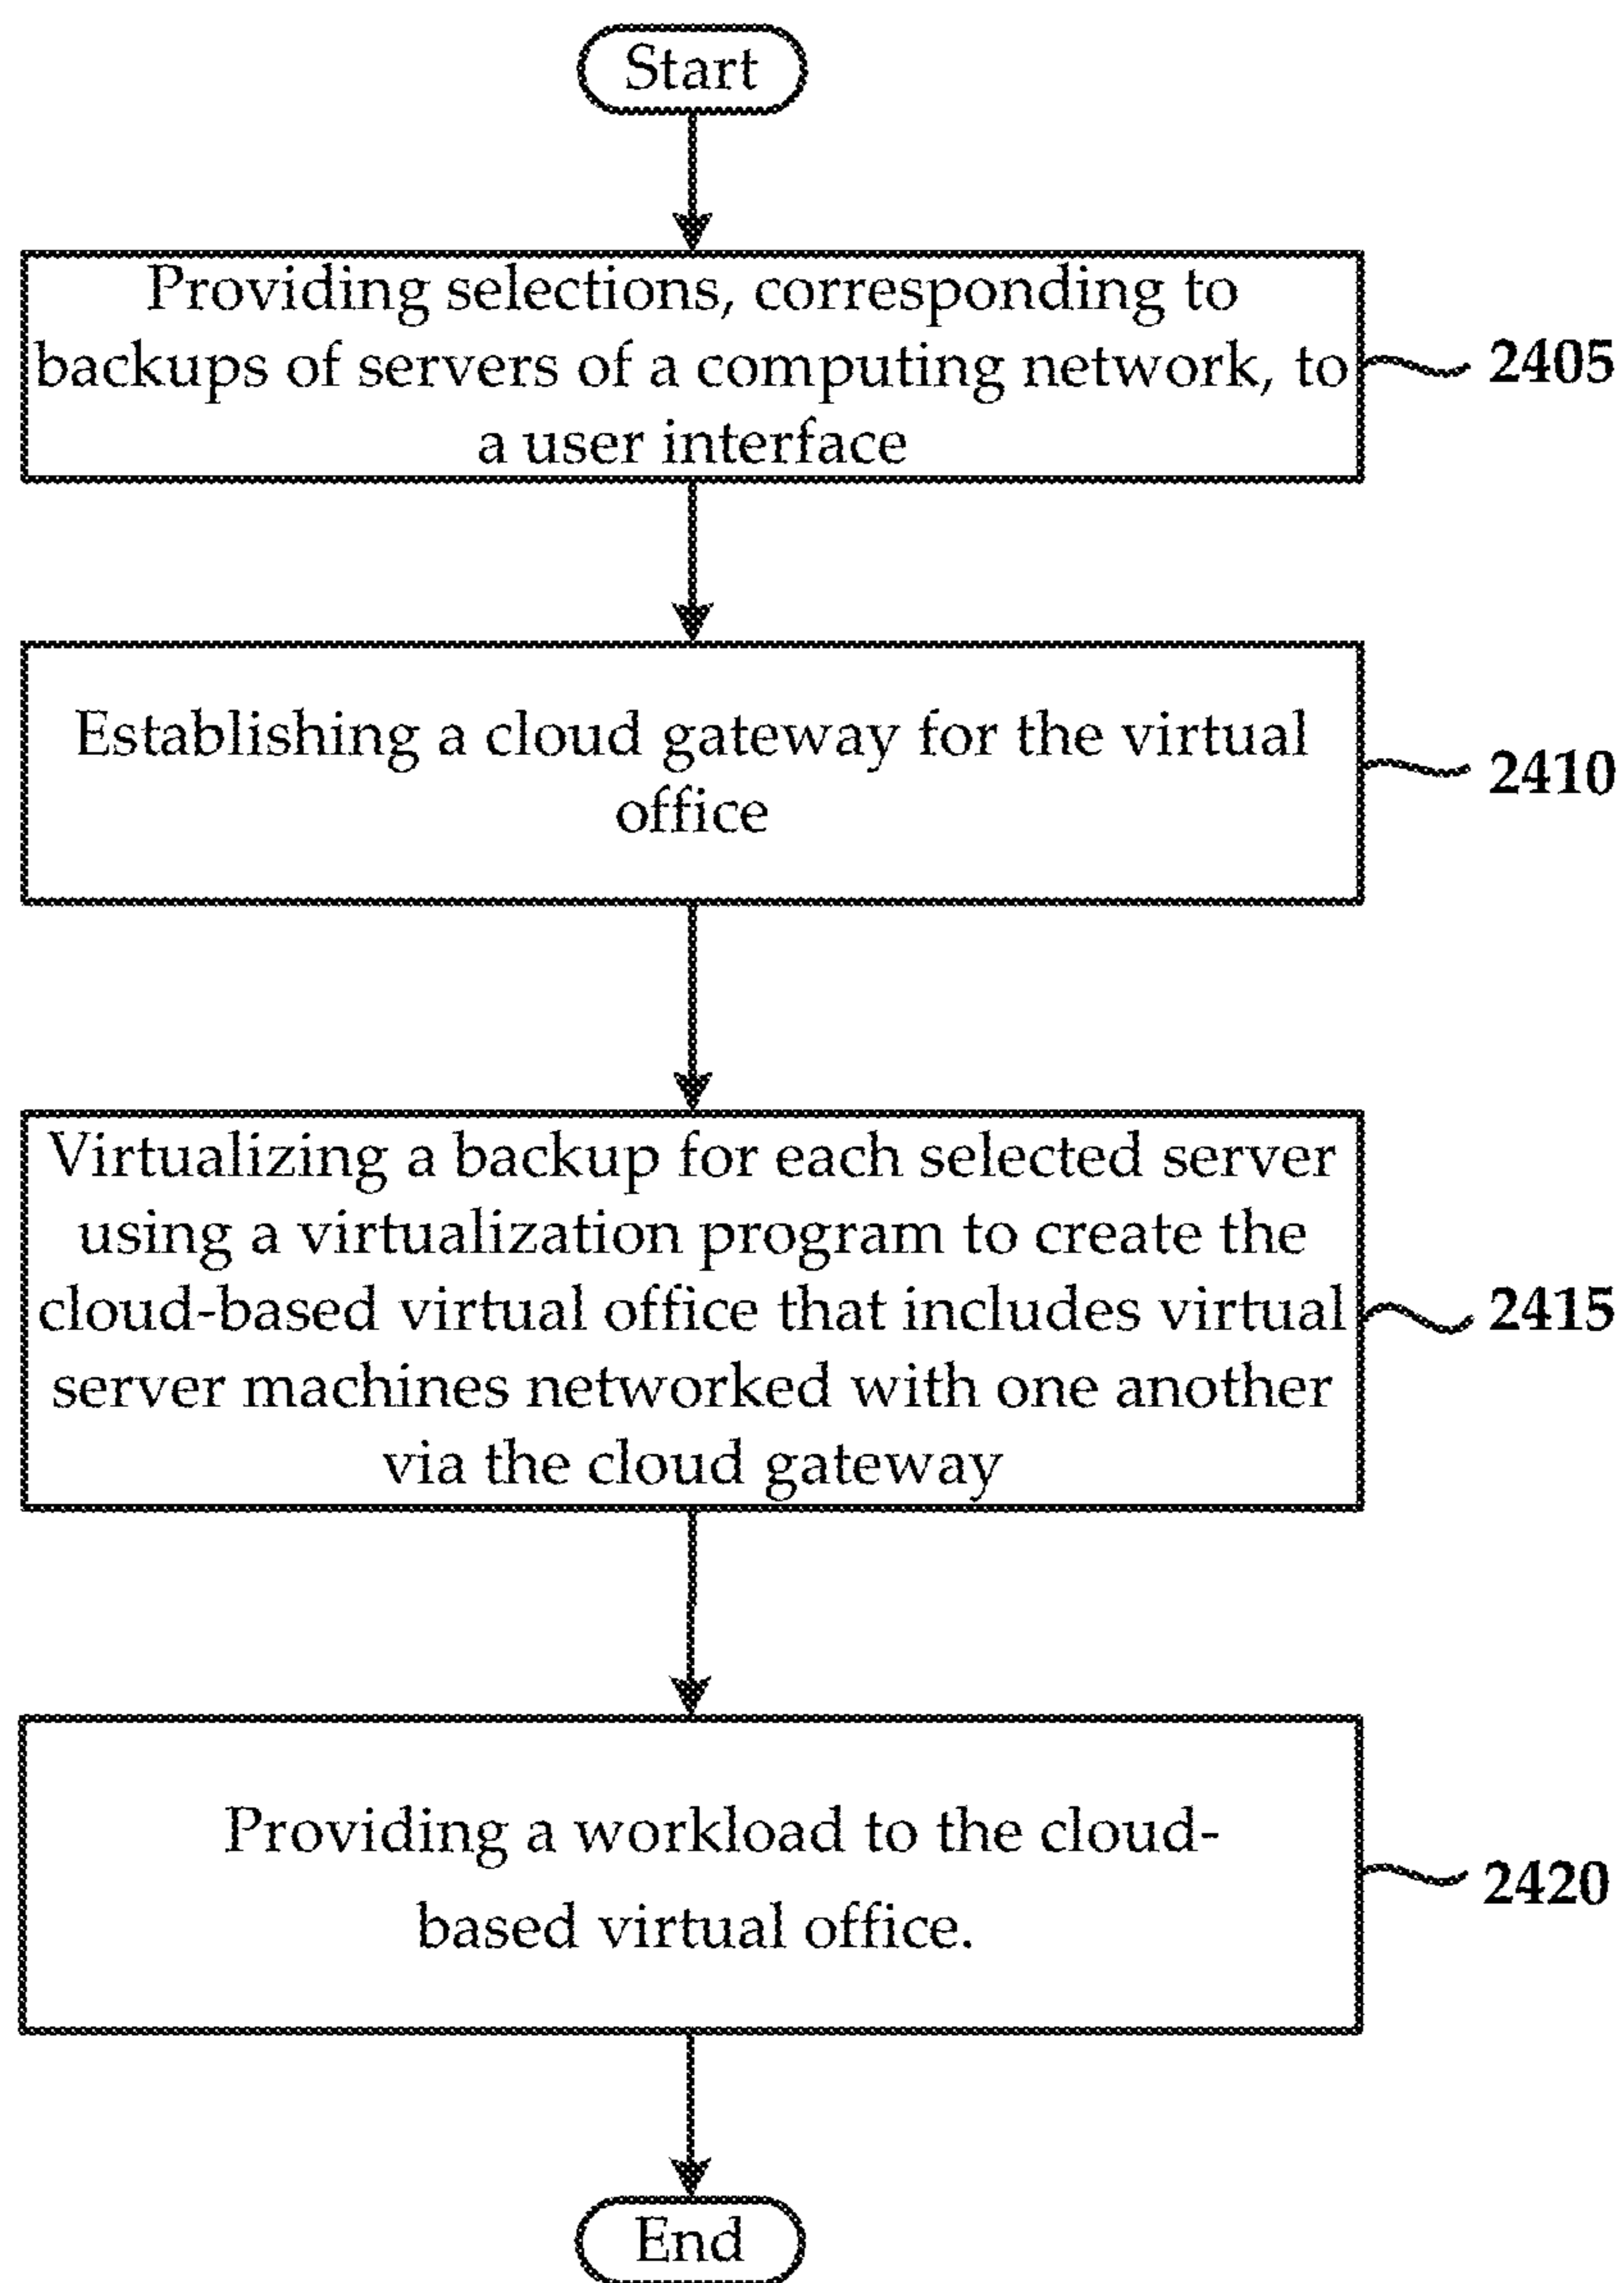 Start
Providing selections, corresponding to
backups of servers of a computing network, to
a user interface
2405
Establishing a cloud gateway for the virtual
office
2410
Virtualizing a backup for each selected server
using a virtualization program to create the
cloud-based virtual office that includes virtual
server machines networked with one another
via the cloud gateway
2415
Providing a workload to the cloud-
based virtual office.
2420
End